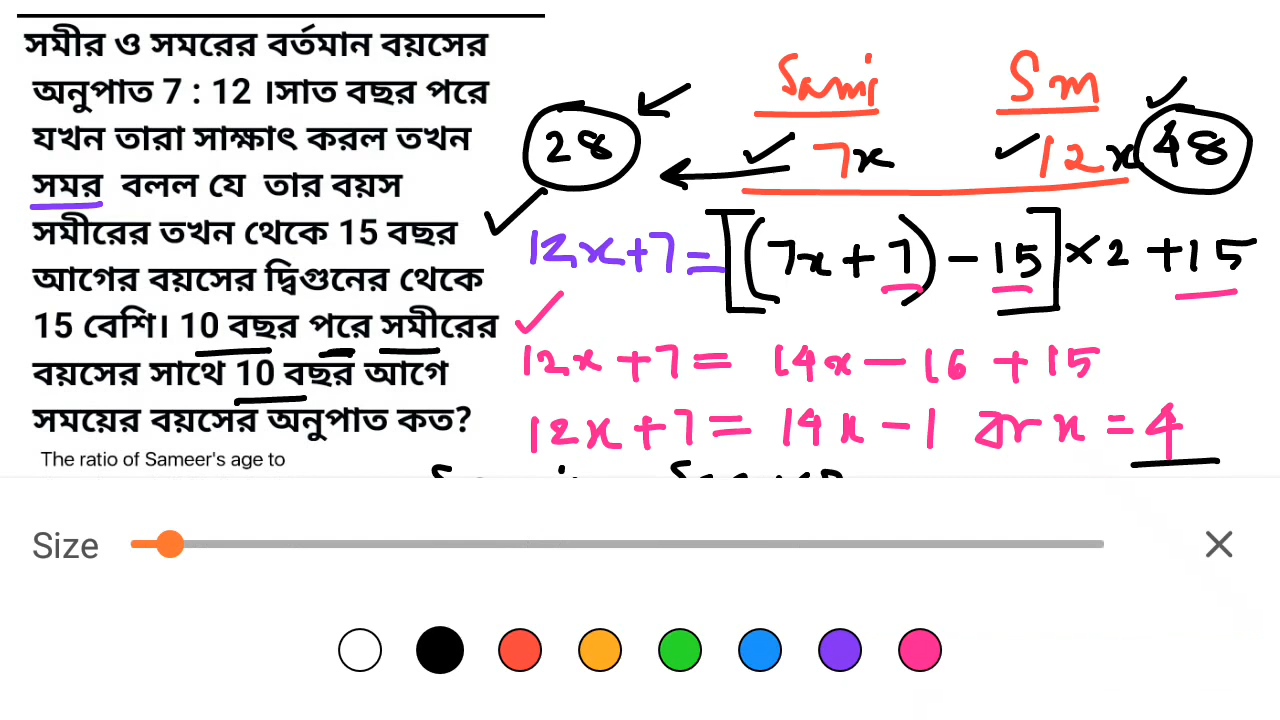 সমীর ও সমরের বর্তমান বয়সের
অনুপাত 7 : 12 ।সাত বছর পরে
যখন তারা সাক্ষাৎ করল তখন
সমর বলল যে তার বয়স
সমীরের তখন থেকে 15 বছর
আগের বয়সের দ্বিগুনের থেকে
15 বেশি। 10 বছর পরে সমীরের
বয়সের সাথে 10 বছর আগে
সময়ের বয়সের অনুপাত কত?
The ratio of Sameer's age to
Sami Sm
28 7x 12x 48
12x+7=[(7x+7)-15]×2+15
12x+7=14x-16+15
12x+7=14x-1 or x=4
Size